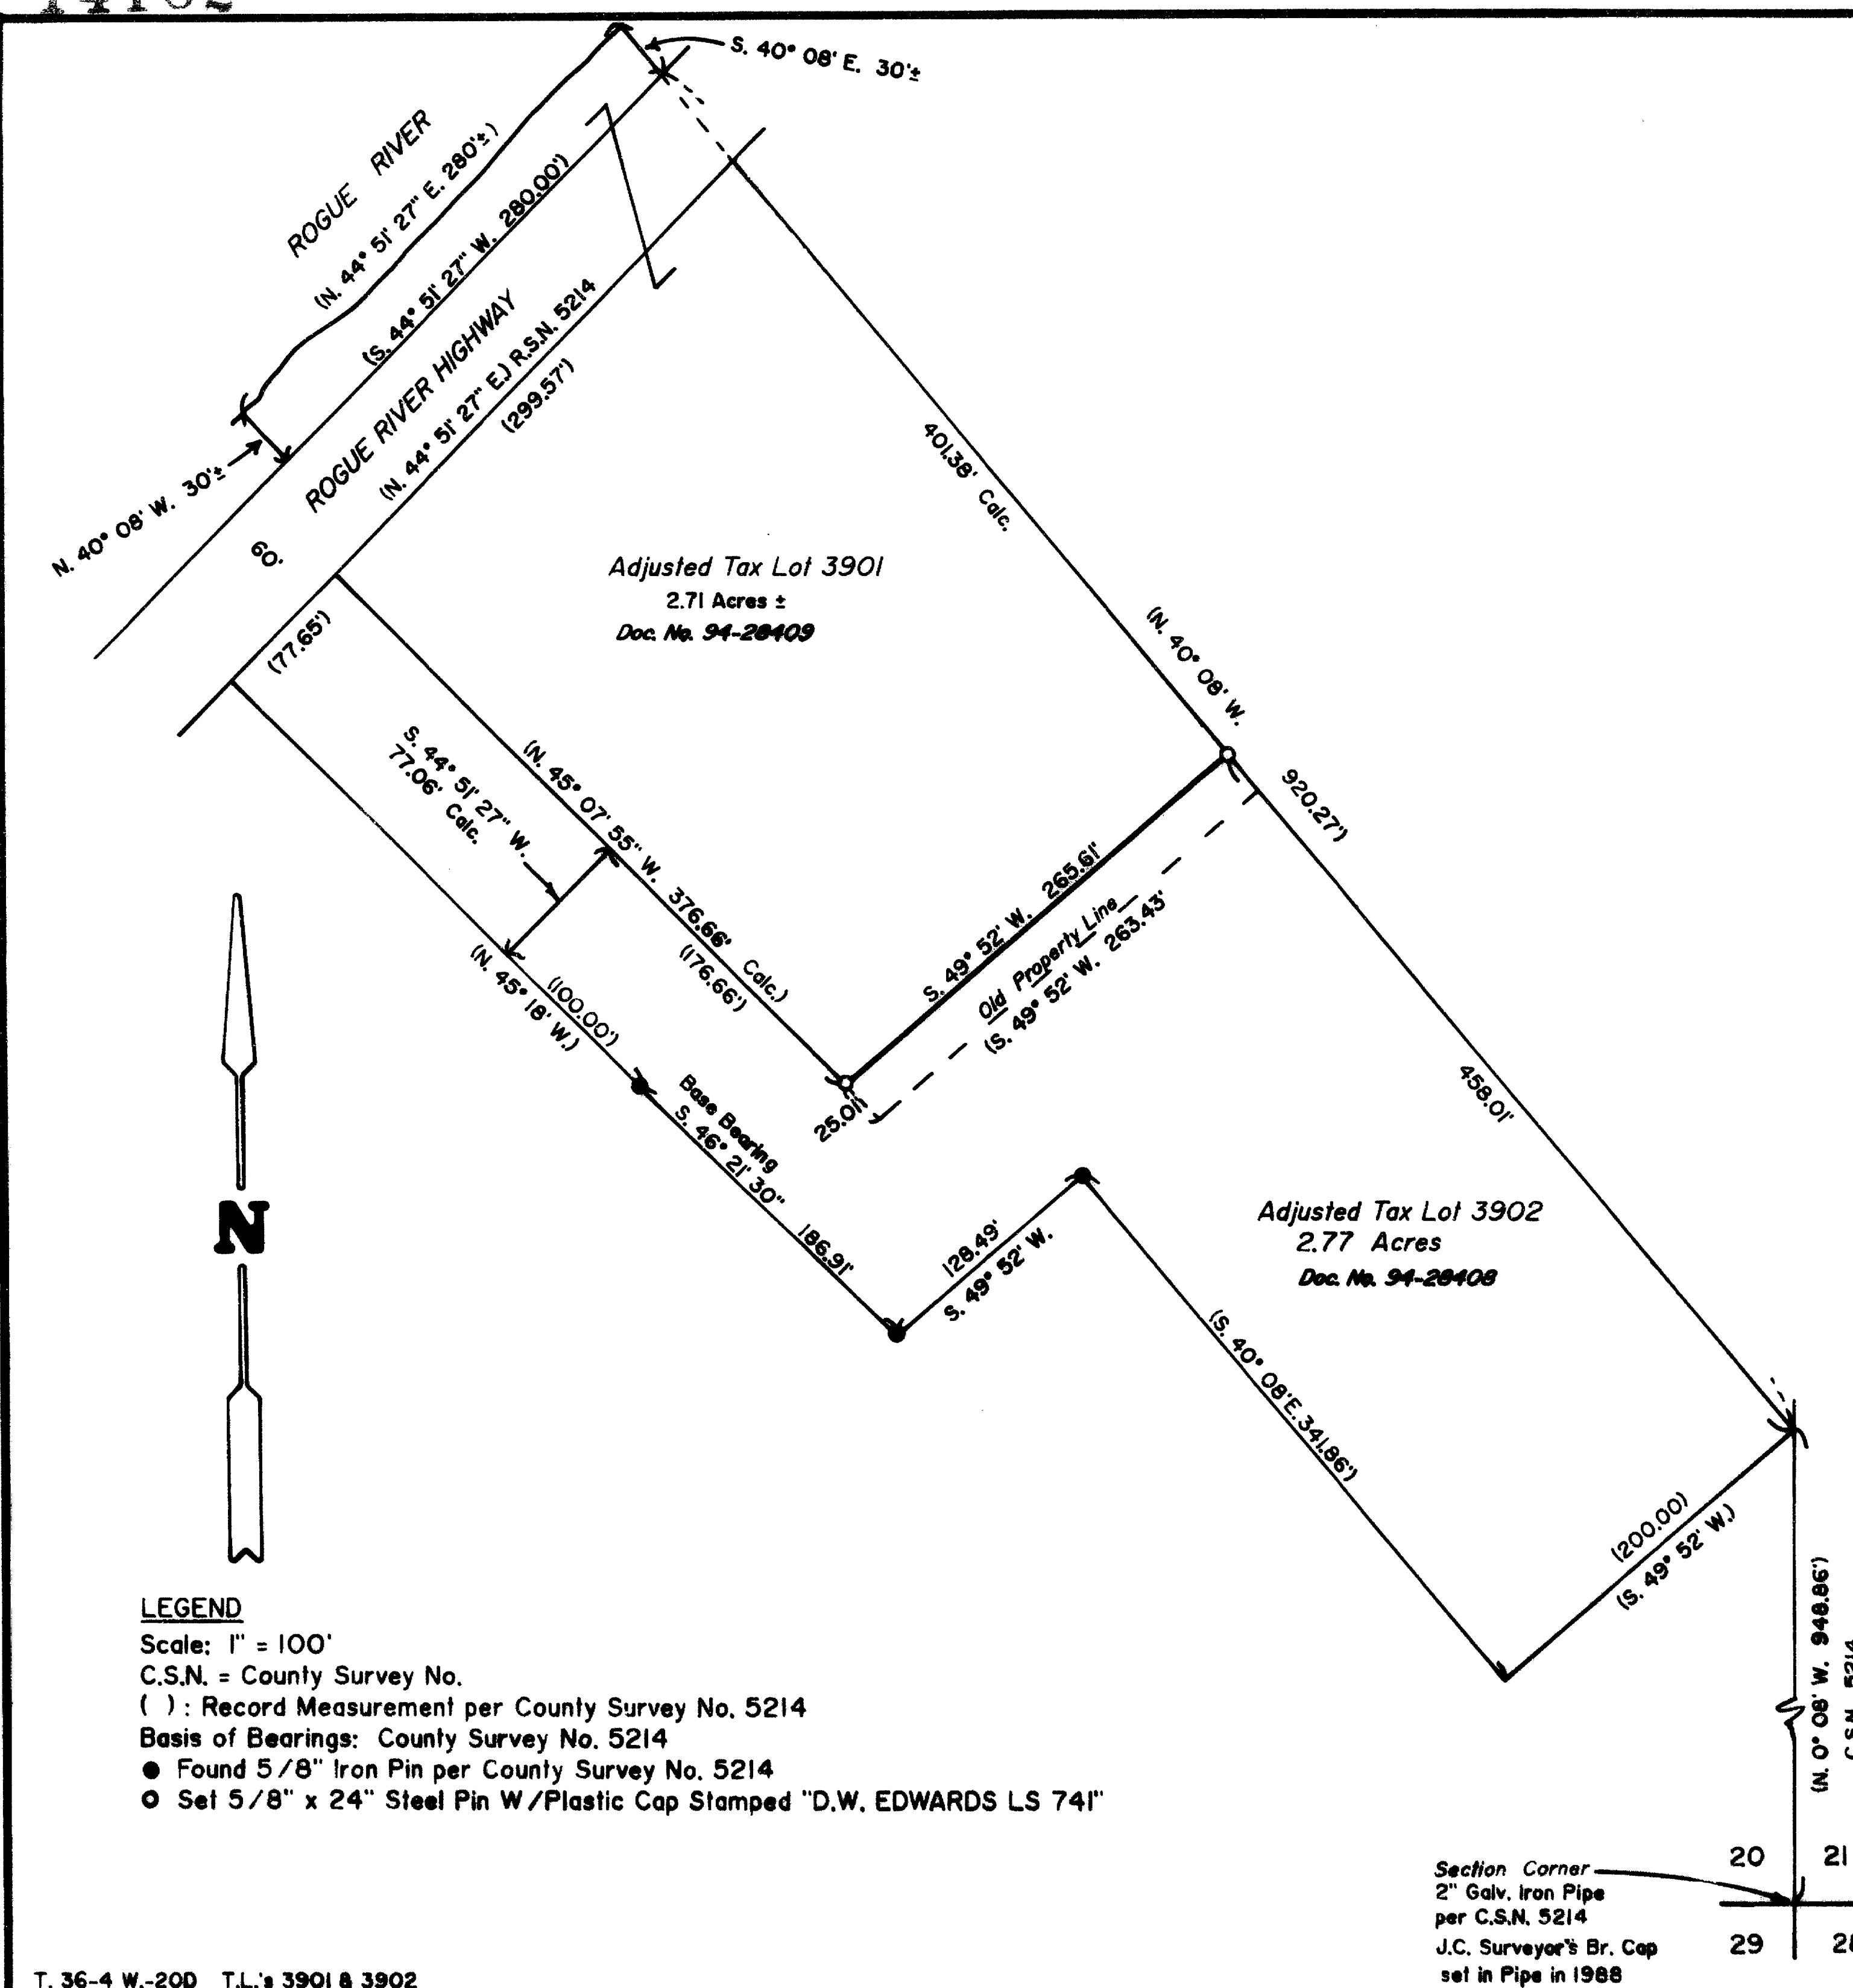 S. 40° 08' E. 30'±
ROGUE RIVER
(N. 44° 51' 27" E. 280'±)
(S. 44° 51' 27" W. 280.00')
ROGUE RIVER HIGHWAY
(N. 44° 51' 27" E.) R.S.N. 5214
(299.57')
N. 40° 08' W. 30'±
60'
(77.65')
401.38' Calc.
Adjusted Tax Lot 3901
2.71 Acres ±
Doc. No. 94-28409
(N. 40° 08' W.
920.27')
S. 44° 51' 27" W.
77.06' Calc.
(N. 45° 07' 55" W. 376.66' Calc.)
(176.66')
S. 49° 52' W. 265.61'
Old Property Line
(S. 49° 52' W. 263.43'
(N. 45° 18' W.)
(100.00')
25.01'
Base Bearing
S. 46° 21' 30"
186.91'
128.49'
S. 49° 52' W.
458.01'
Adjusted Tax Lot 3902
2.77 Acres
Doc. No. 94-28408
(S. 40° 08' E. 341.86')
(200.00)
(S. 49° 52' W.)
N
(N. 0° 08' W. 948.86')
C.S.N. 5214
LEGEND
Scale: 1" = 100'
C.S.N. = County Survey No.
( ) : Record Measurement per County Survey No. 5214
Basis of Bearings: County Survey No. 5214
Found 5/8" Iron Pin per County Survey No. 5214
Set 5/8" x 24" Steel Pin W/Plastic Cap Stamped "D.W. EDWARDS LS 741"
20 21
Section Corner
2" Galv. Iron Pipe
per C.S.N. 5214
J.C. Surveyor's Br. Cap
set in Pipe in 1988
29
T. 36-4 W.-20D T.L.'s 3901 & 3902